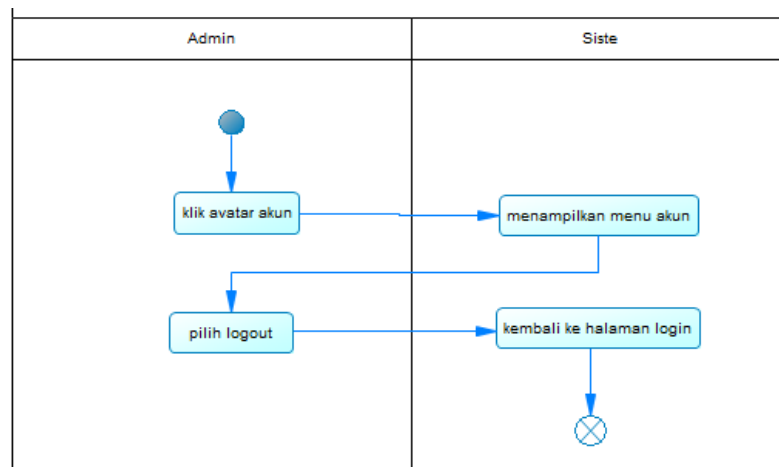 Admin
Siste
klik avatar akun
menampilkan menu akun
pilih logout
kembali ke halaman login